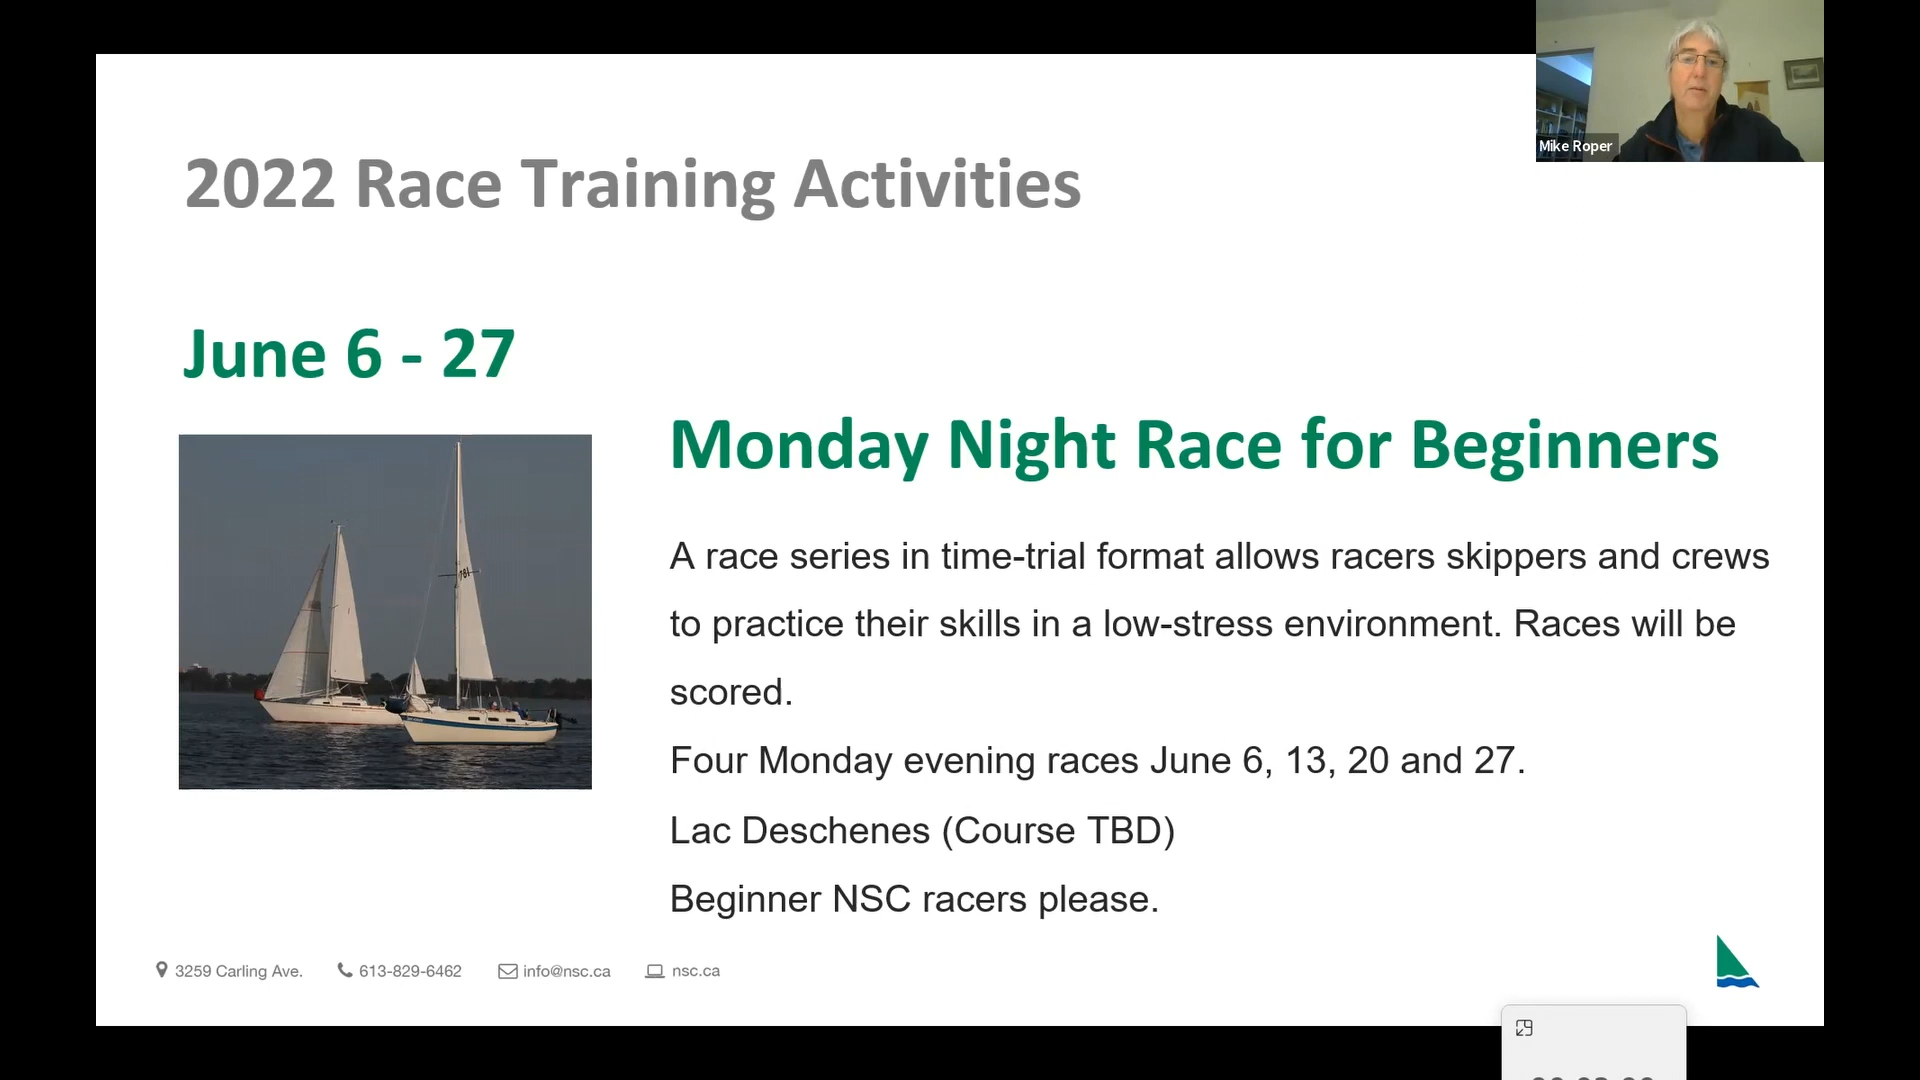 Mike Roper
2022 Race Training Activities
June 6 - 27
Monday Night Race for Beginners
A race series in time-trial format allows racers skippers and crews
to practice their skills in a low-stress environment. Races will be
scored.
Four Monday evening races June 6, 13, 20 and 27.
Lac Deschenes (Course TBD)
Beginner NSC racers please.
3259 Carling Ave. 613-829-6462 info@nsc.ca nsc.ca